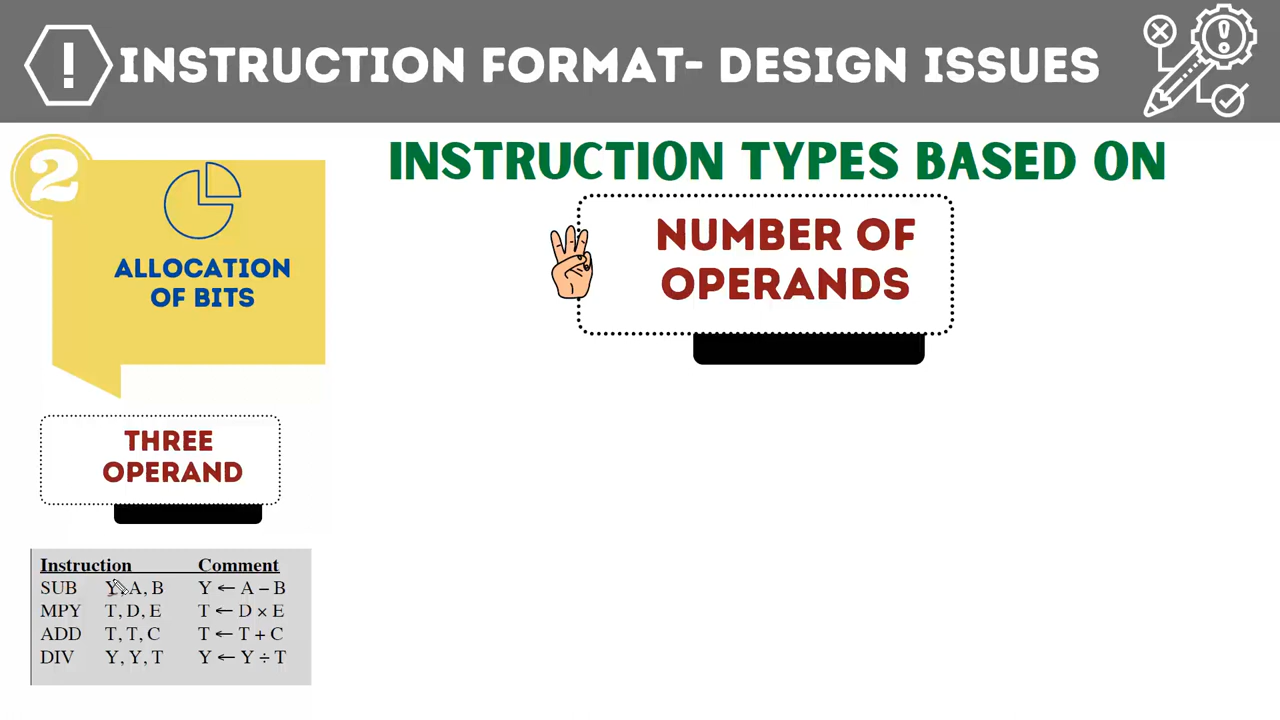 INSTRUCTION FORMAT- DESIGN ISSUES
2
ALLOCATION
OF BITS
INSTRUCTION TYPES BASED ON
NUMBER OF
OPERANDS
THREE
OPERAND
Instruction Comment
SUB Y, A, B Y ← A − B
MPY T, D, E T ← D × E
ADD T, T, C T ← T + C
DIV Y, Y, T Y ← Y ÷ T